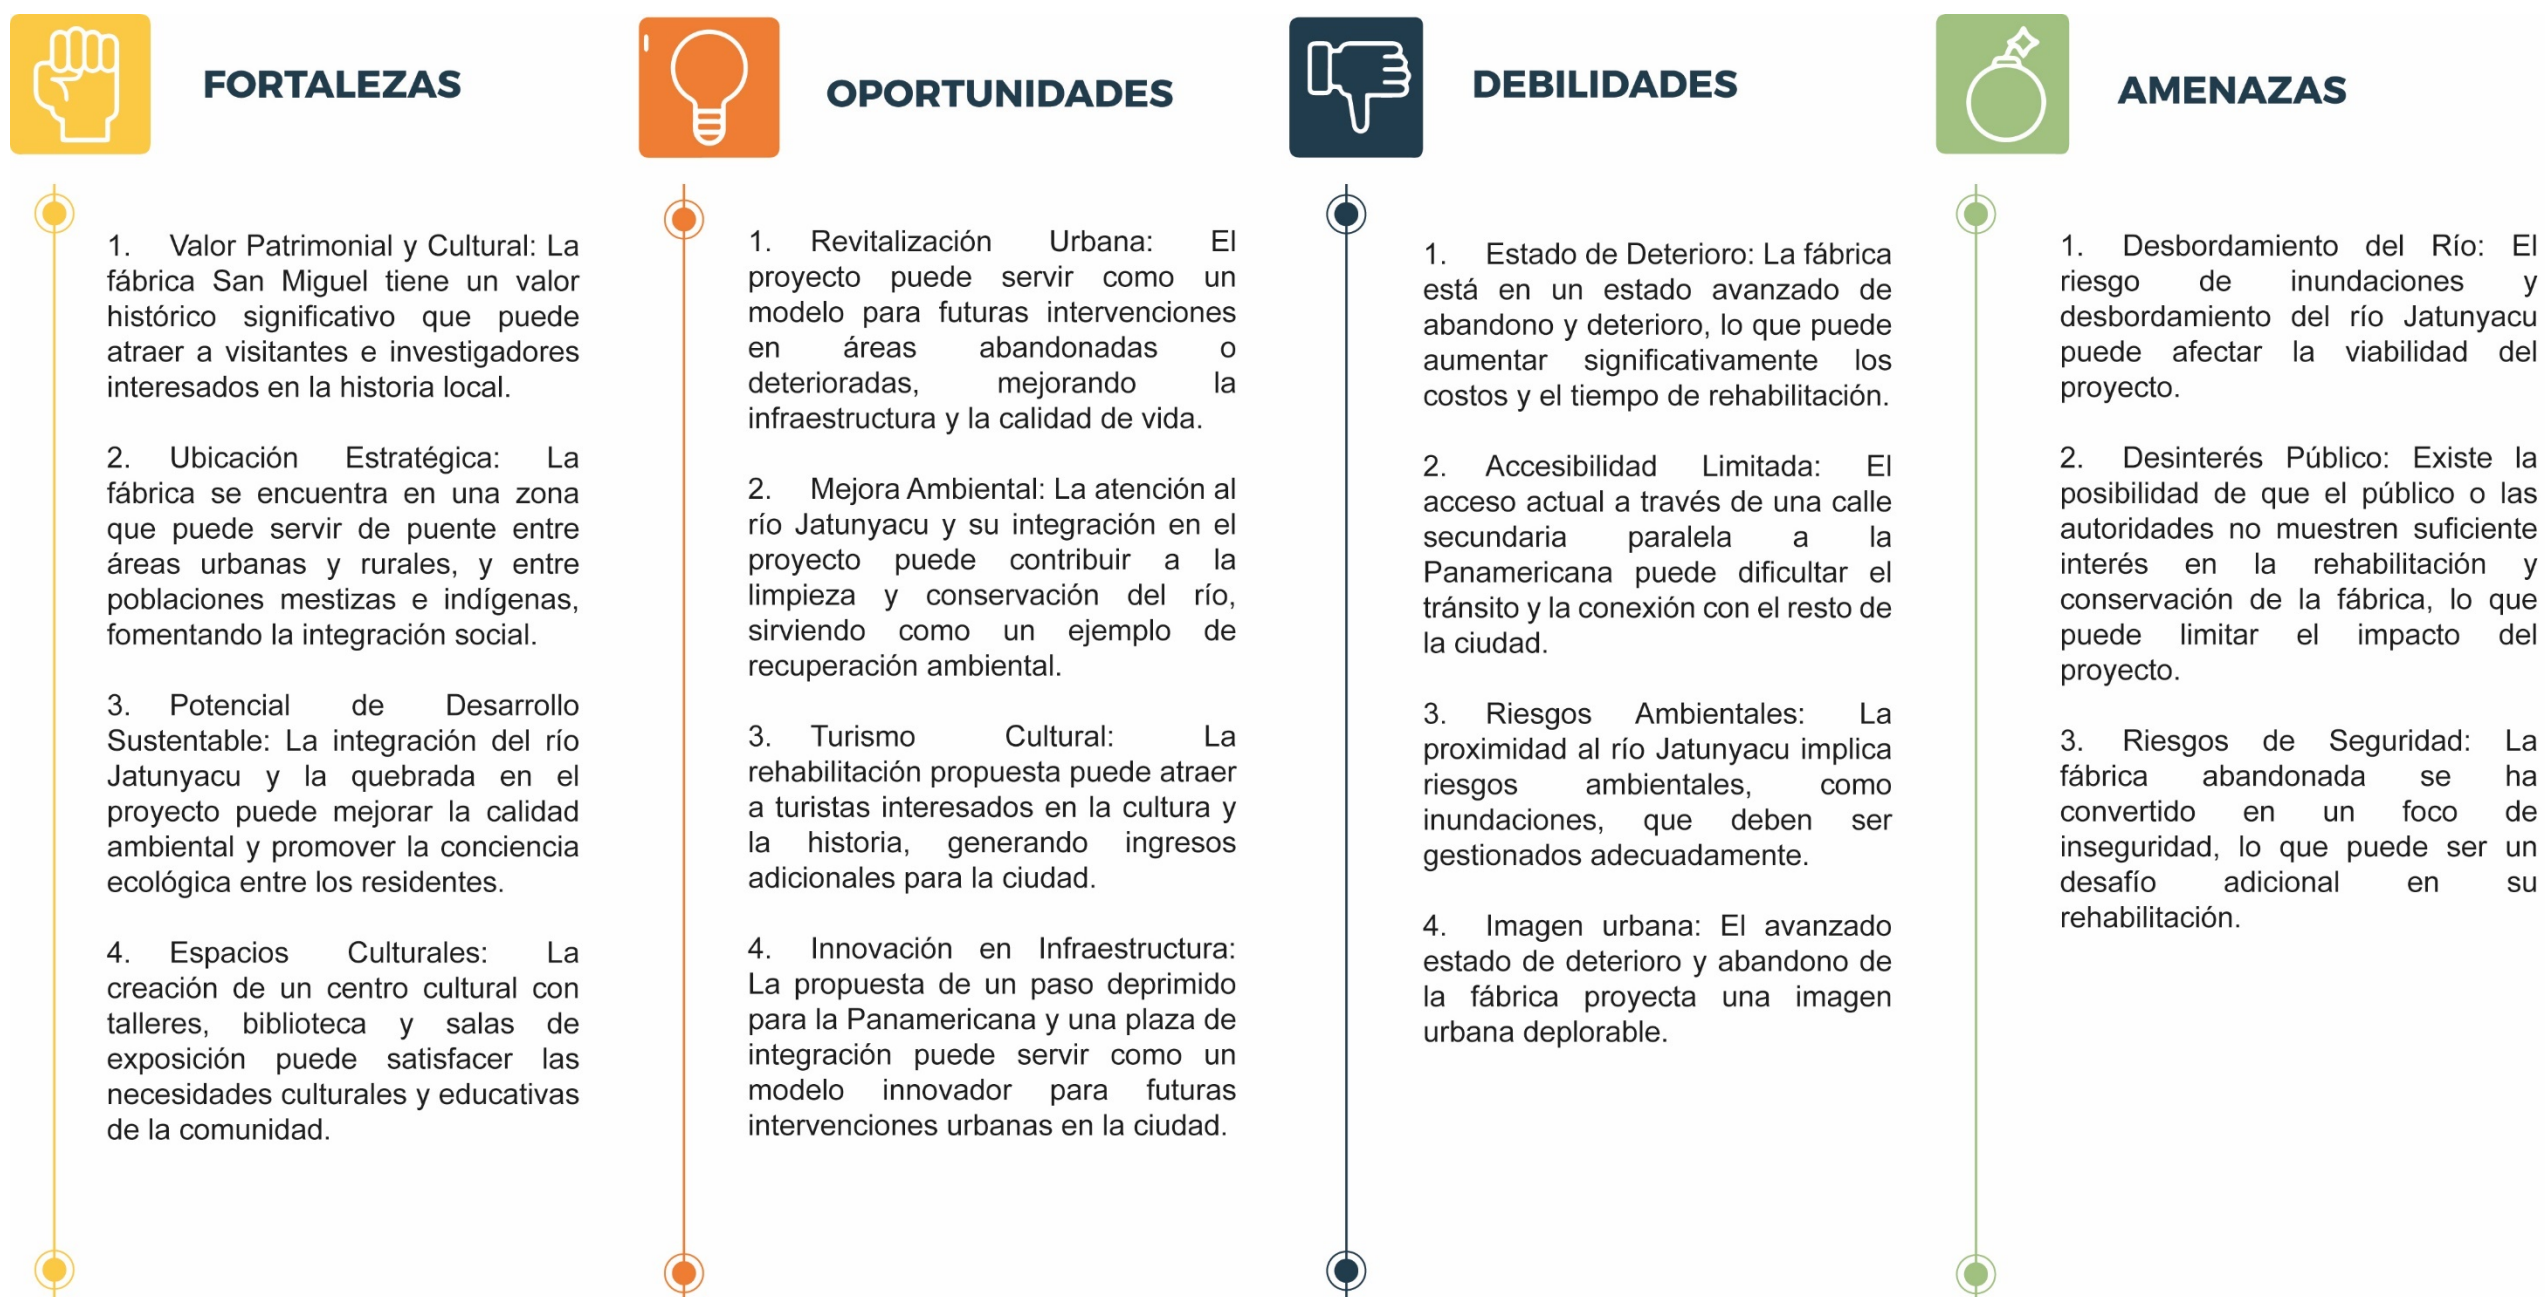 FORTALEZAS
1. Valor Patrimonial y Cultural: La
fábrica San Miguel tiene un valor
histórico significativo que puede
atraer a visitantes e investigadores
interesados en la historia local.
2. Ubicación Estratégica: La
fábrica se encuentra en una zona
que puede servir de puente entre
áreas urbanas y rurales, y entre
poblaciones mestizas e indígenas,
fomentando la integración social.
3. Potencial de Desarrollo
Sustentable: La integración del río
Jatunyacu y la quebrada en el
proyecto puede mejorar la calidad
ambiental y promover la conciencia
ecológica entre los residentes.
4. Espacios Culturales: La
creación de un centro cultural con
talleres, biblioteca y salas de
exposición puede satisfacer las
necesidades culturales y educativas
de la comunidad.
OPORTUNIDADES
1. Revitalización Urbana: El
proyecto puede servir como un
modelo para futuras intervenciones
en áreas abandonadas o
deterioradas, mejorando la
infraestructura y la calidad de vida.
2. Mejora Ambiental: La atención al
río Jatunyacu y su integración en el
proyecto puede contribuir a la
limpieza y conservación del río,
sirviendo como un ejemplo de
recuperación ambiental.
3. Turismo Cultural: La
rehabilitación propuesta puede atraer
a turistas interesados en la cultura y
la historia, generando ingresos
adicionales para la ciudad.
4. Innovación en Infraestructura:
La propuesta de un paso deprimido
para la Panamericana y una plaza de
integración puede servir como un
modelo innovador para futuras
intervenciones urbanas en la ciudad.
DEBILIDADES
1. Estado de Deterioro: La fábrica
está en un estado avanzado de
abandono y deterioro, lo que puede
aumentar significativamente los
costos y el tiempo de rehabilitación.
2. Accesibilidad Limitada: El
acceso actual a través de una calle
secundaria paralela a la
Panamericana puede dificultar el
tránsito y la conexión con el resto de
la ciudad.
3. Riesgos Ambientales: La
proximidad al río Jatunyacu implica
riesgos ambientales, como
inundaciones, que deben ser
gestionados adecuadamente.
4. Imagen urbana: El avanzado
estado de deterioro y abandono de
la fábrica proyecta una imagen
urbana deplorable.
AMENAZAS
1. Desbordamiento del Río: El
riesgo de inundaciones y
desbordamiento del río Jatunyacu
puede afectar la viabilidad del
proyecto.
2. Desinterés Público: Existe la
posibilidad de que el público o las
autoridades no muestren suficiente
interés en la rehabilitación y
conservación de la fábrica, lo que
puede limitar el impacto del
proyecto.
3. Riesgos de Seguridad: La
fábrica abandonada se ha
convertido en un foco de
inseguridad, lo que puede ser un
desafío adicional en su
rehabilitación.